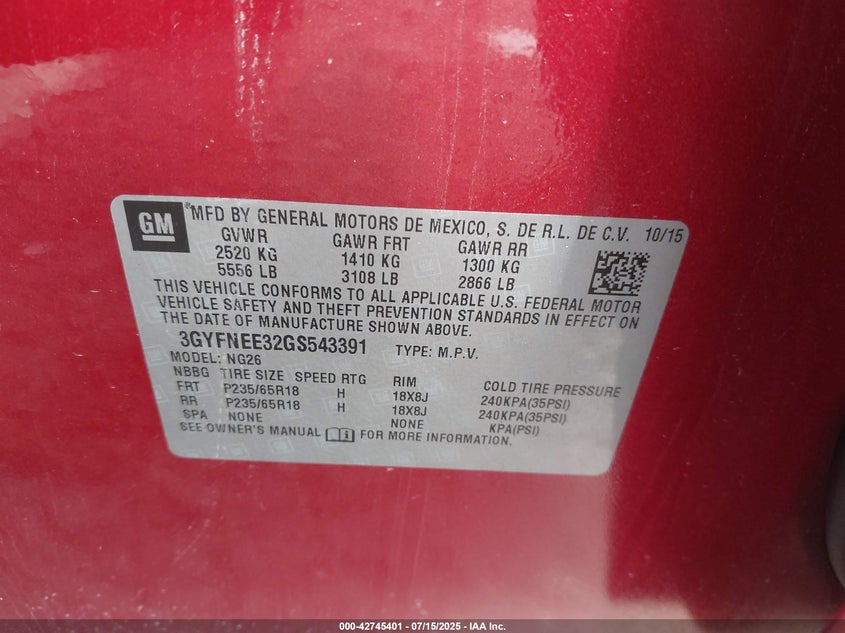 GM
MFD BY GENERAL MOTORS DE MEXICO, S. DE R.L. DE C.V. 10/15
GVWR GAWR FRT GAWR RR
2520 KG 1410 KG 1300 KG
5556 LB 3108 LB 2866 LB
THIS VEHICLE CONFORMS TO ALL APPLICABLE U.S. FEDERAL MOTOR
VEHICLE SAFETY AND THEFT PREVENTION STANDARDS IN EFFECT ON
THE DATE OF MANUFACTURE SHOWN ABOVE.
3GYFNEE32GS543391 TYPE: M.P.V.
MODEL: NG26
NBBG TIRE SIZE SPEED RTG RIM COLD TIRE PRESSURE
FRT P235/65R18 H 18X8J 240KPA(35PSI)
RR P235/65R18 H 18X8J 240KPA(35PSI)
SPA NONE NONE KPA(PSI)
SEE OWNER'S MANUAL FOR MORE INFORMATION.
000-42745401 - 07/15/2025 - IAA Inc.